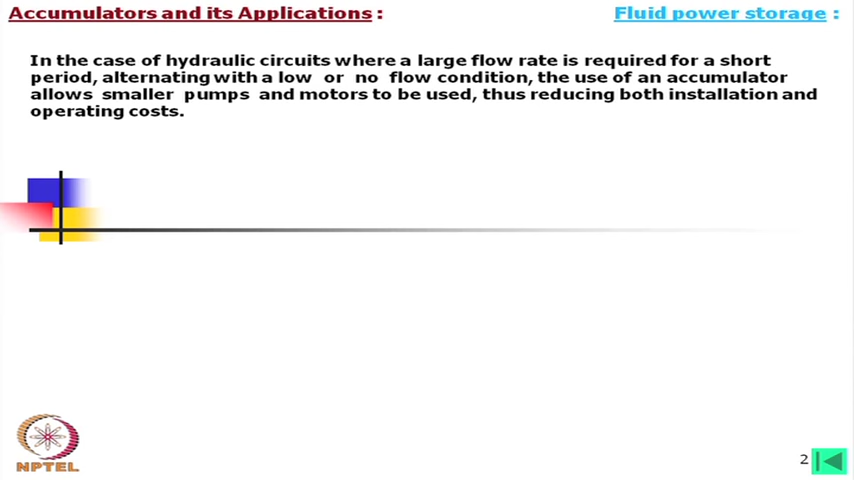 Accumulators and its Applications :
Fluid power storage :
In the case of hydraulic circuits where a large flow rate is required for a short
period, alternating with a low or no flow condition, the use of an accumulator
allows smaller pumps and motors to be used, thus reducing both installation and
operating costs.
NPTEL
2